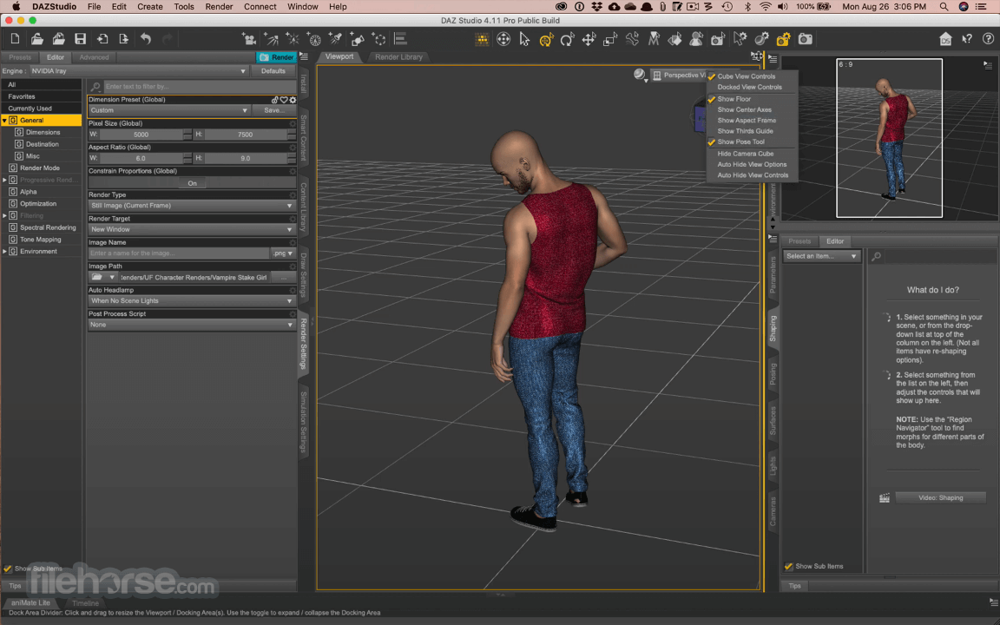 DAZStudio File Edit Create Tools Render Connect Window Help
100% Mon Aug 26 3:06 PM
DAZ Studio 4.11 Pro Public Build
Presets Editor Advanced Render
Engine : NVIDIA Iray Defaults
All
Favorites
Currently Used
General
Dimensions
Destination
Misc
Render Mode
Progressive Rend...
Alpha
Optimization
Filtering
Spectral Rendering
Tone Mapping
Environment
Show Sub Items
Tips
Enter text to filter by...
Dimension Preset (Global)
Custom Save...
Pixel Size (Global)
W: 5000 H: 7500
Aspect Ratio (Global)
W: 6.0 H: 9.0
Constrain Proportions (Global)
On
Render Type
Still Image (Current Frame)
Render Target
New Window
Image Name
Enter a name for the image... .png
Image Path
:enders/UF Character Renders/Vampire Stake Girl ...
Auto Headlamp
When No Scene Lights
Post Process Script
None
Install
Smart Content
Content Library
Draw Settings
Render Settings
Simulation Settings
Viewport Render Library
Perspective Vi
Cube View Controls
Docked View Controls
Show Floor
Show Center Axes
Show Aspect Frame
Show Thirds Guide
Show Pose Tool
Hide Camera Cube
Auto Hide View Options
Auto Hide View Controls
6 : 9
Parameters
Shaping
Posing
Surfaces
Lights
Cameras
Presets Editor
Select an Item...
What do I do?
1. Select something in your
scene, or from the drop-
down list at top of the
column on the left. (Not all
items have re-shaping
options).
2. Select something from
the list on the left, then
adjust the controls that will
show up here.
NOTE: Use the "Region
Navigator" tool to find
morphs for different parts of
the body.
Video: Shaping
Show Sub Items
Tips
filehorse.com
aniMate Lite Timeline
Dock Area Divider: Click and drag to resize the Viewport / Docking Area(s). Use the toggle to expand / collapse the Docking Area